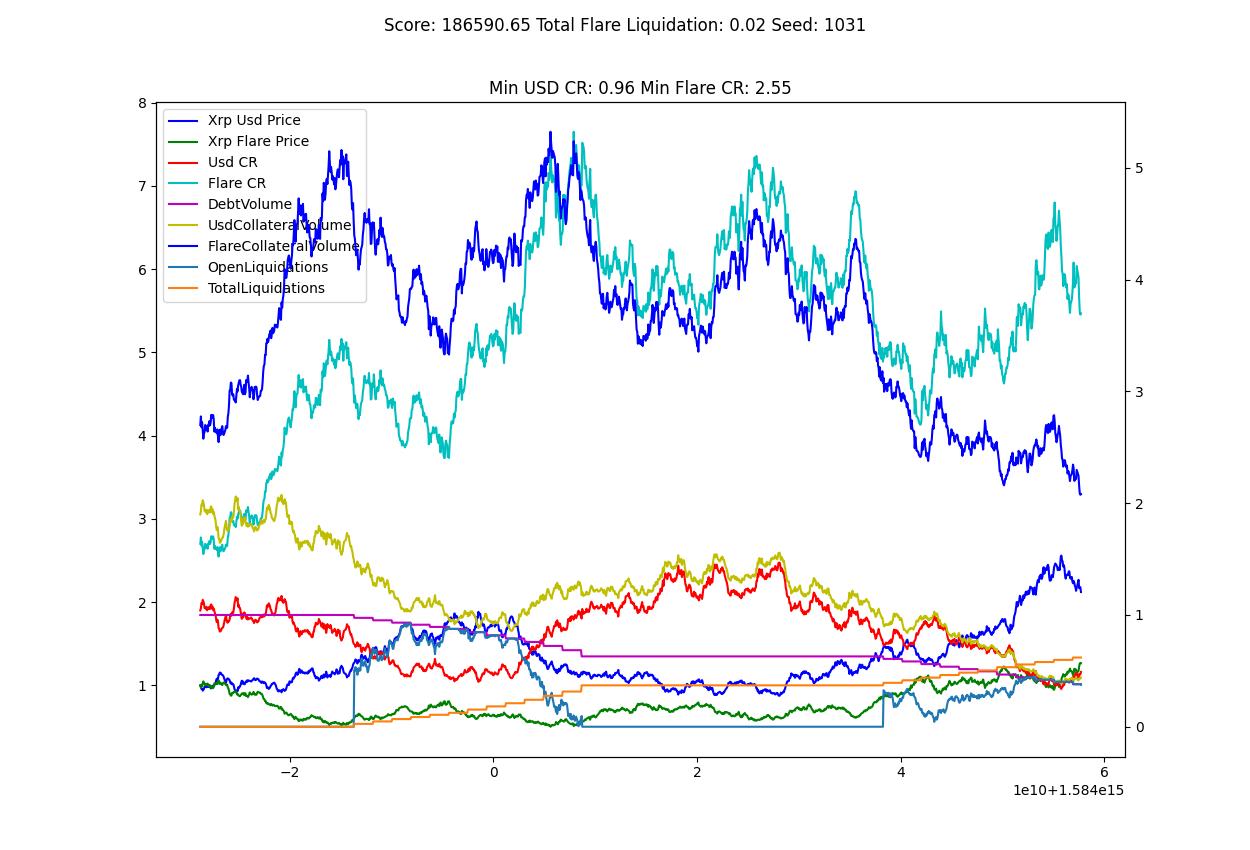 Score: 186590.65 Total Flare Liquidation: 0.02 Seed: 1031
Min USD CR: 0.96 Min Flare CR: 2.55
Xrp Usd Price
Xrp Flare Price
Usd CR
Flare CR
DebtVolume
UsdCollateralVolume
FlareCollateralVolume
OpenLiquidations
TotalLiquidations
8
7
6
5
4
3
2
1
5
4
3
2
1
0
−2
0
2
4
6
1e10+1.584e15